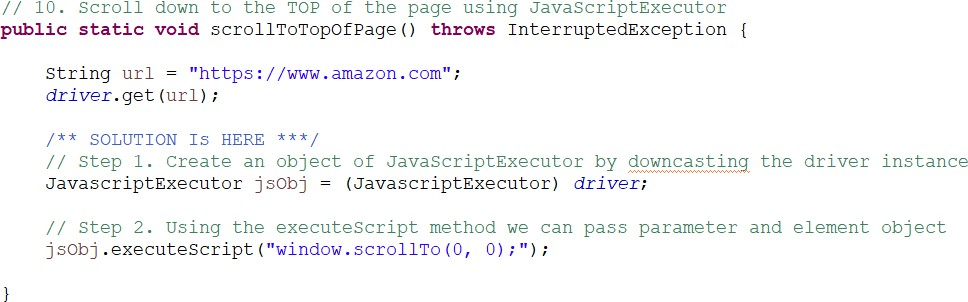 // 10. Scroll down to the TOP of the page using JavaScriptExecutor
public static void scrollToTopOfPage() throws InterruptedException {
String url = "https://www.amazon.com";
driver.get(url);
/** SOLUTION Is HERE ***/
// Step 1. Create an object of JavaScriptExecutor by downcasting the driver instance
JavascriptExecutor jsObj = (JavascriptExecutor) driver;
// Step 2. Using the executeScript method we can pass parameter and element object
jsObj.executeScript("window.scrollTo(0, 0);");
}